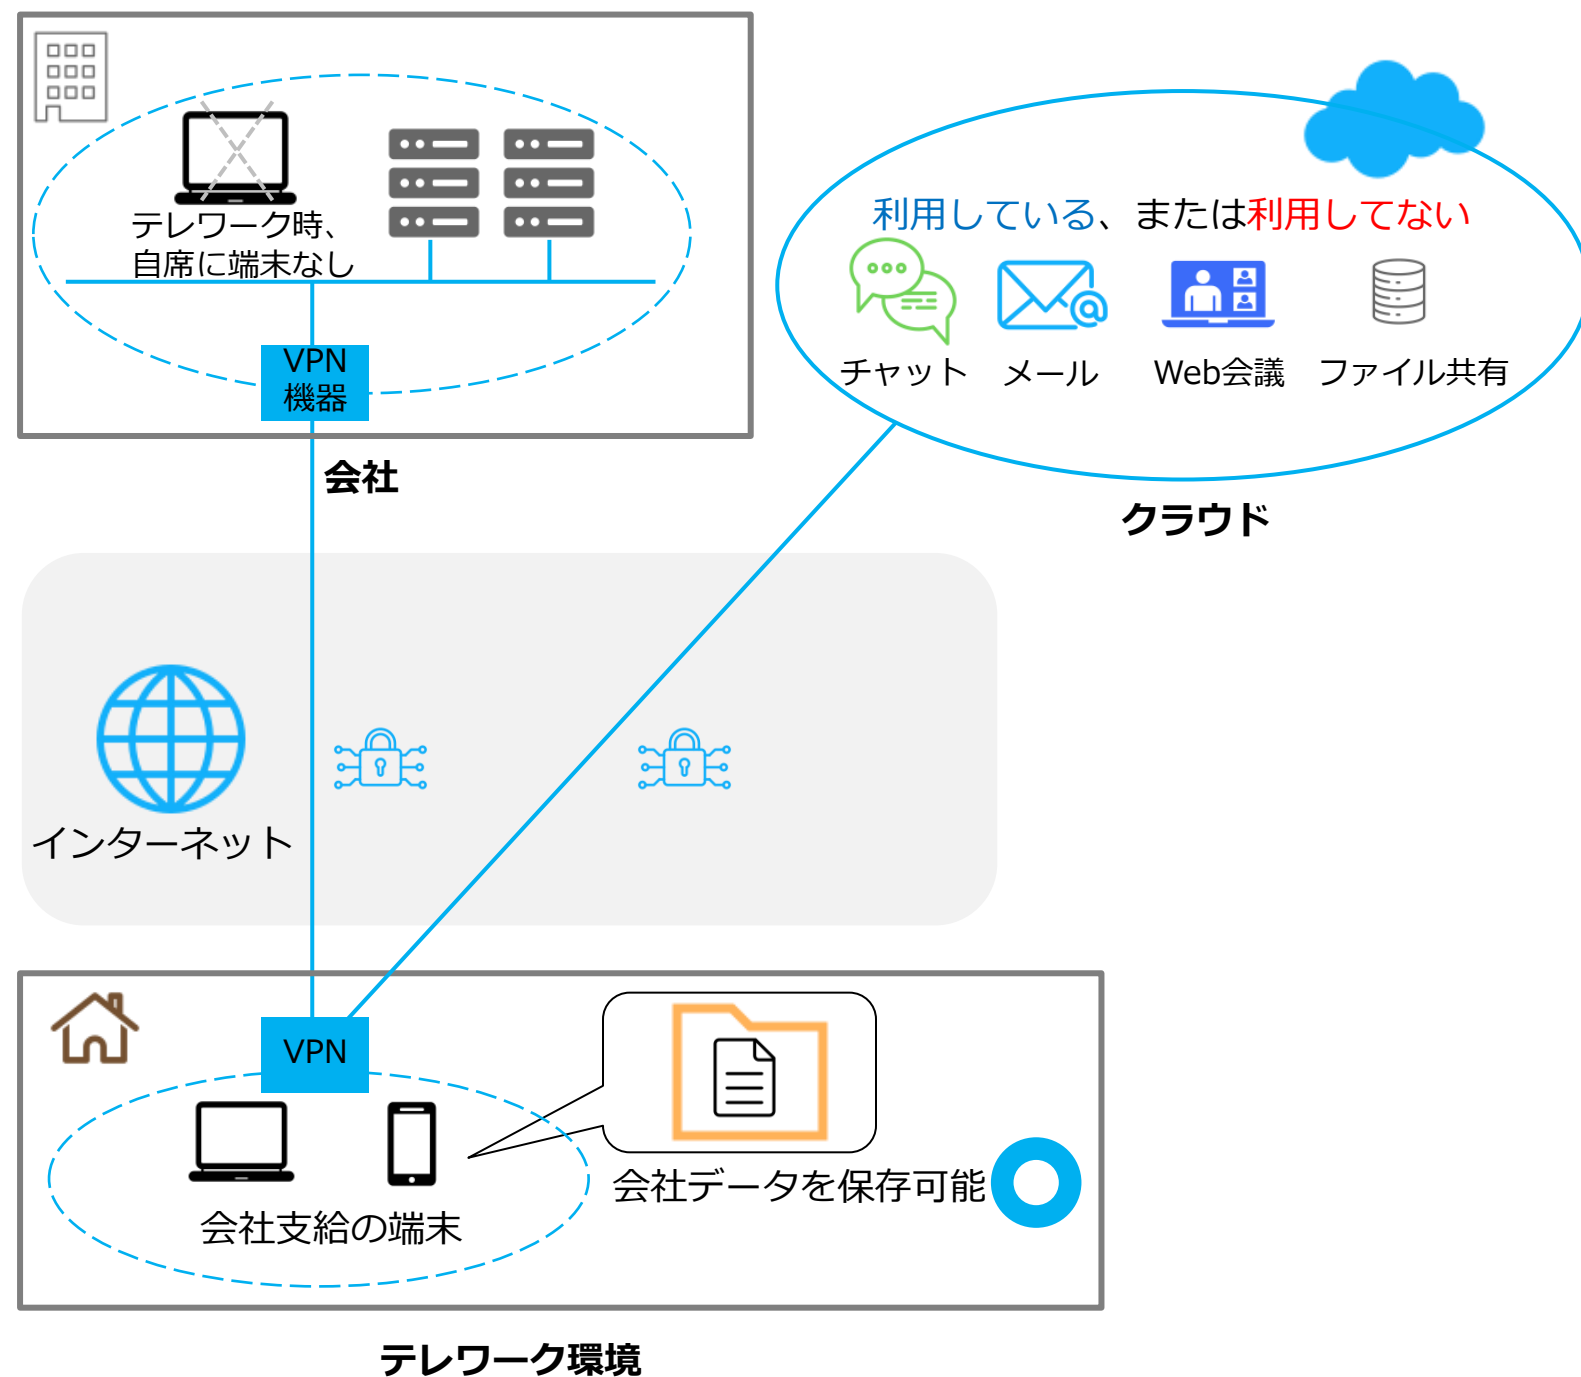 テレワーク時、
自席に端末なし
VPN
機器
会社
利用している、または利用してない
チャット
メール
Web会議
ファイル共有
クラウド
インターネット
VPN
会社支給の端末
会社データを保存可能
テレワーク環境